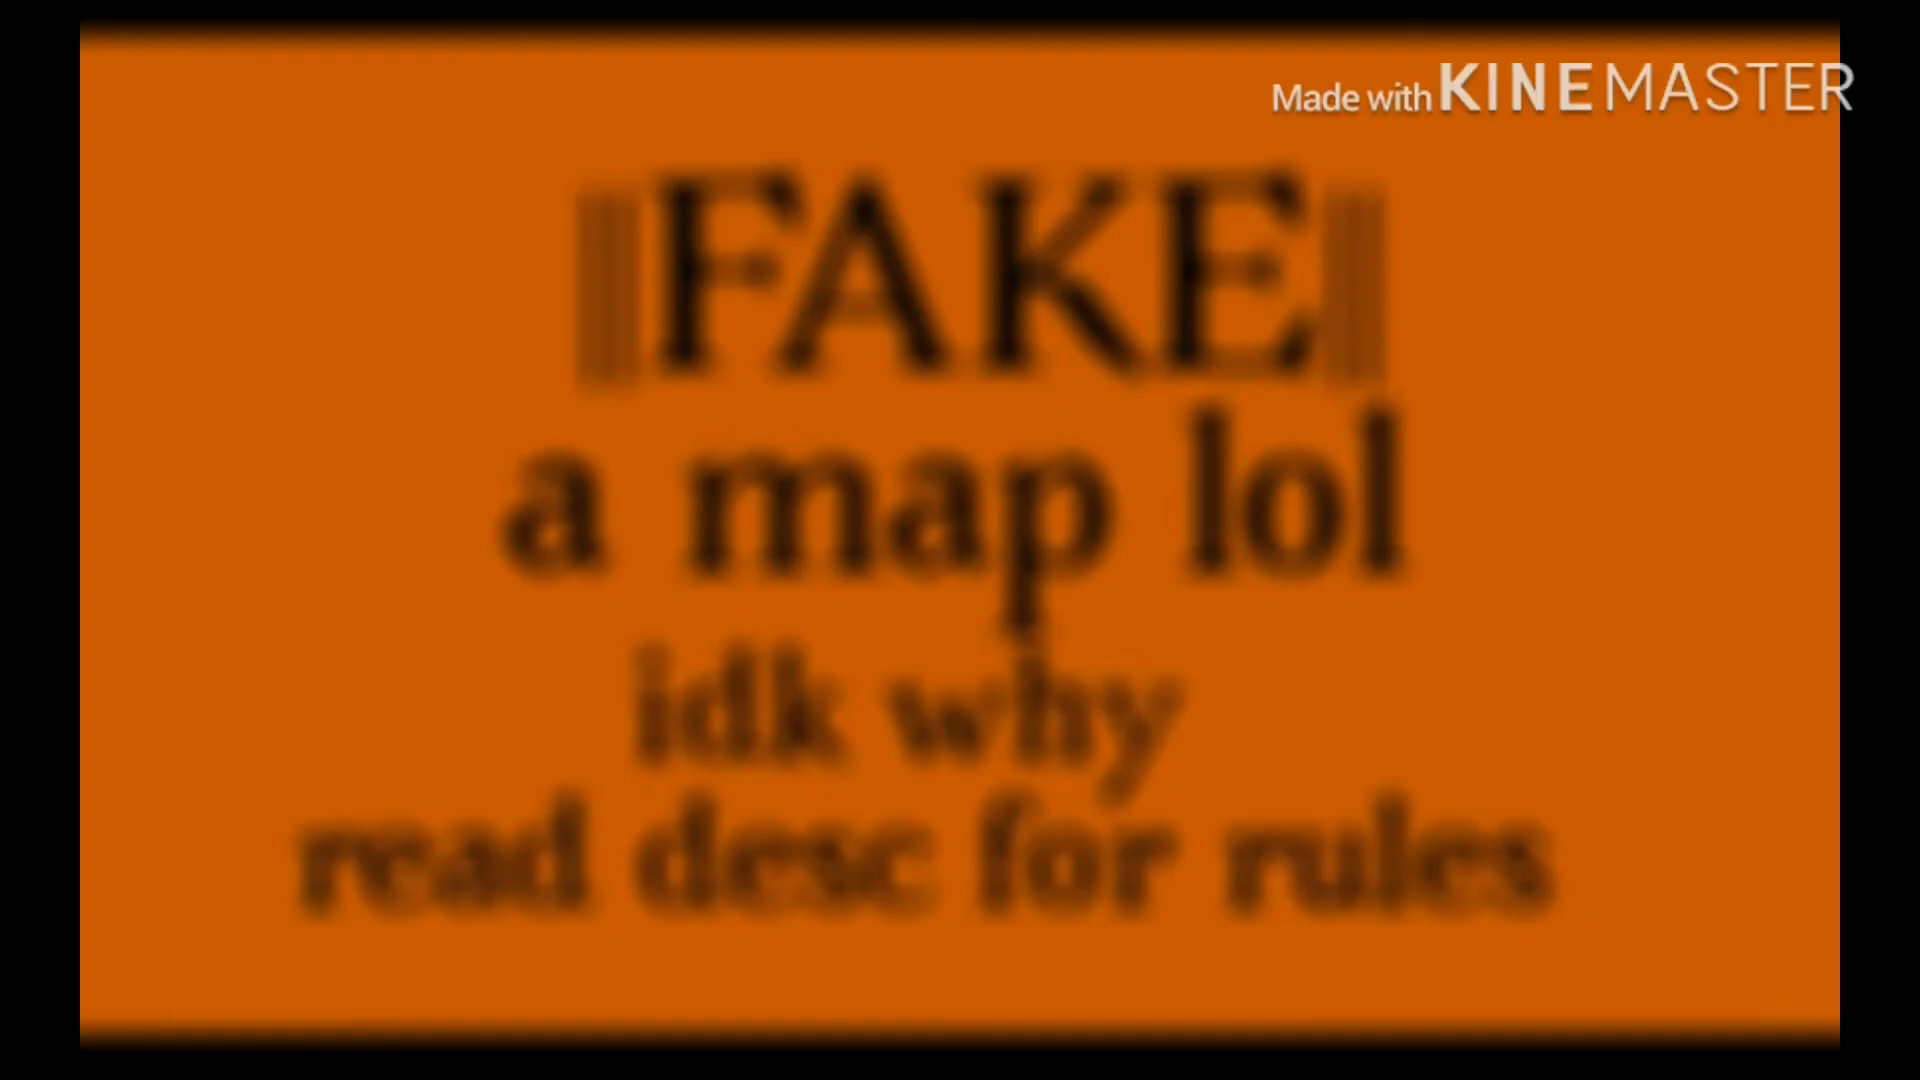 Made with KINEMASTER
||FAKE||
a map lol
idk why
read desc for rules